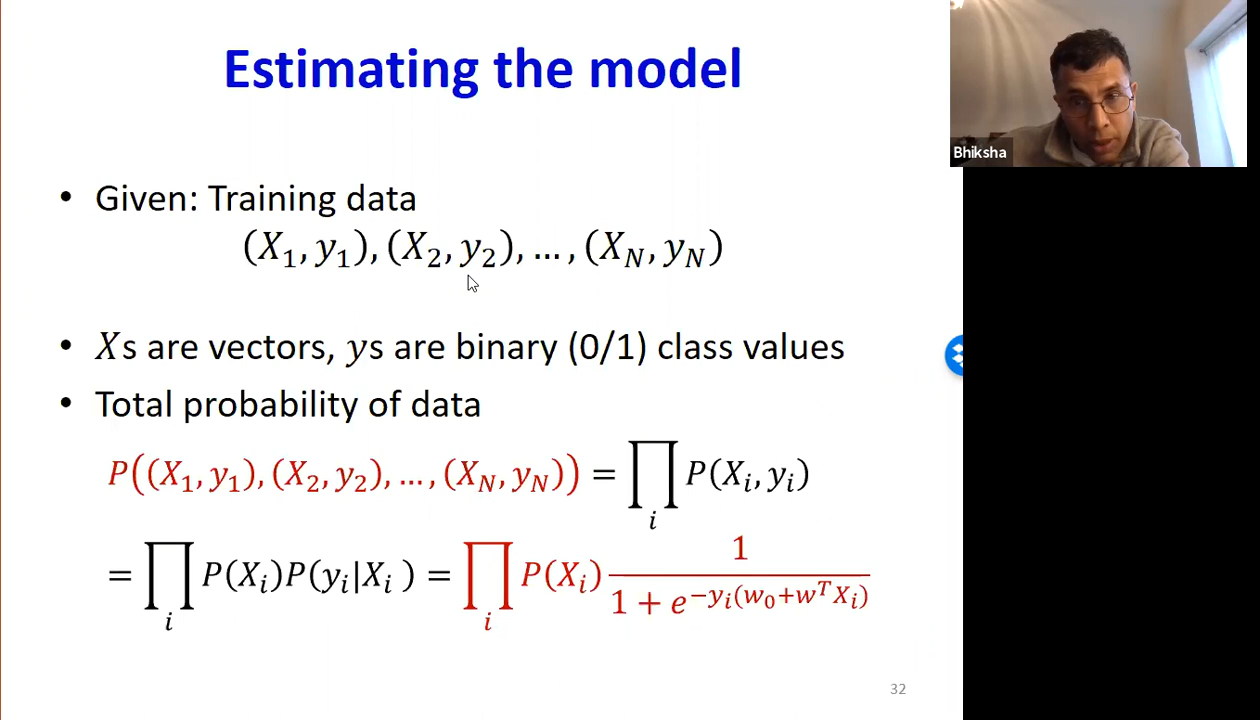 Estimating the model
• Given: Training data
(X₁, y₁), (X₂, y₂), … , (X_N, y_N)
• Xs are vectors, ys are binary (0/1) class values
• Total probability of data
P((X₁, y₁), (X₂, y₂), … , (X_N, y_N)) = ∏_i P(X_i, y_i)
= ∏_i P(X_i)P(y_i|X_i ) = ∏_i P(X_i) 1 / (1 + e^{−y_i(w₀+w^T X_i)})
32
Bhiksha